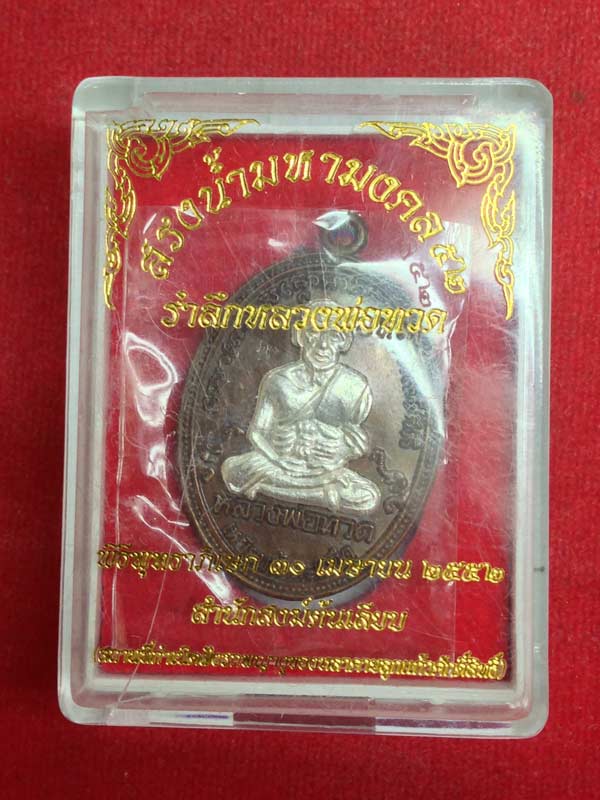 สรงน้ำมหามงคล ๕๒
รำลึกหลวงพ่อทวด
หลวงพ่อทวด
พิธีพุทธาภิเษก ๑๐ เมษายน ๒๕๕๒
สำนักสงฆ์ต้นเลียบ